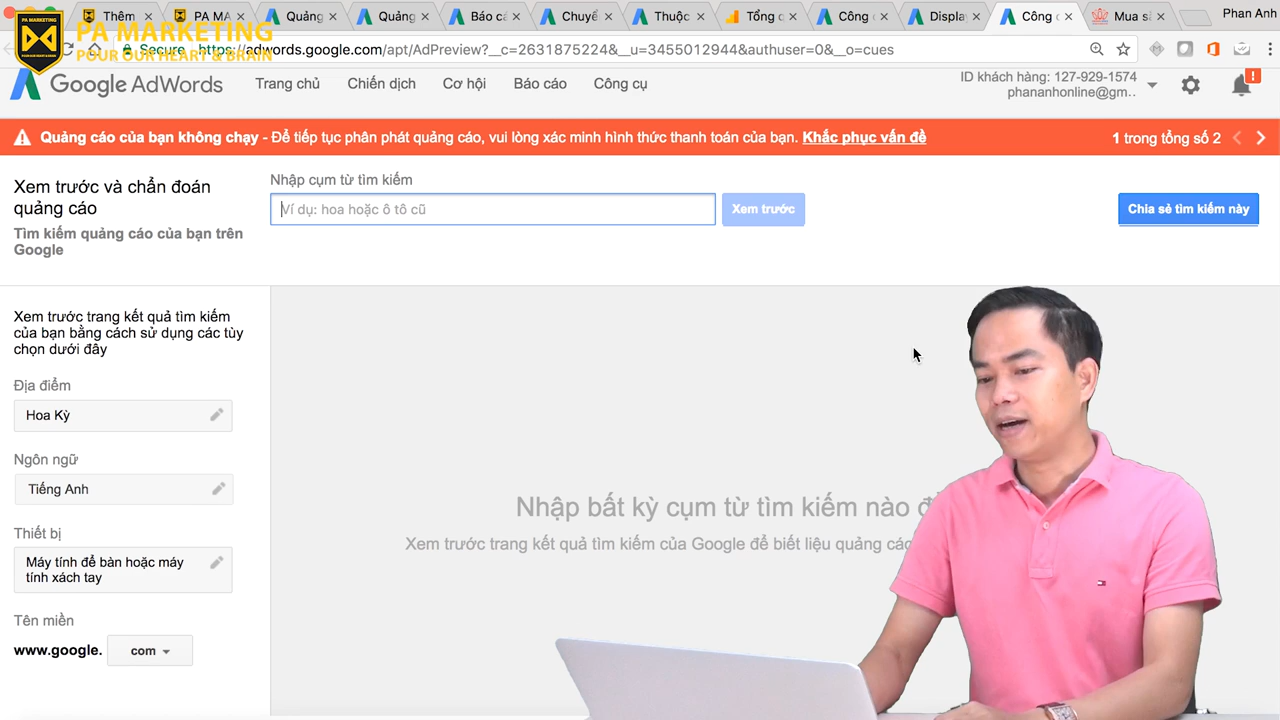 Thêm
PA MA
Quảng
Quảng
Báo cá
Chuyể
Thuộc
Tổng c
Công
Displa
Công c
Mua sả
Phan Anh
PA MARKETING
POUR OUR HEART & BRAIN
Secure
https://adwords.google.com/apt/AdPreview?__c=2631875224&__u=345501294
uthuser=0&__o=cues
Google AdWords
Trang chủ
Chiến dịch
Cơ hội
Báo cáo
Công cụ
ID khách hàng: 127-929-1574
phananhonline@gm..
Quảng cáo của bạn không chạy - Để tiếp tục phân phát quảng cáo, vui lòng xác minh hình thức thanh toán của bạn. Khắc phục vấn đề
1 trong tổng số 2
Xem trước và chẩn đoán
quảng cáo
Tìm kiếm quảng cáo của bạn trên
Google
Nhập cụm từ tìm kiếm
Ví dụ: hoa hoặc ô tô cũ
Xem trước
Chia sẻ tìm kiếm này
Xem trước trang kết quả tìm kiếm
của bạn bằng cách sử dụng các tùy
chọn dưới đây
Địa điểm
Hoa Kỳ
Ngôn ngữ
Tiếng Anh
Thiết bị
Máy tính để bàn hoặc máy
tính xách tay
Tên miền
www.google.
com
Nhập bất kỳ cụm từ tìm kiếm nào
Xem trước trang kết quả tìm kiếm của Google để biết liệu quảng cáo